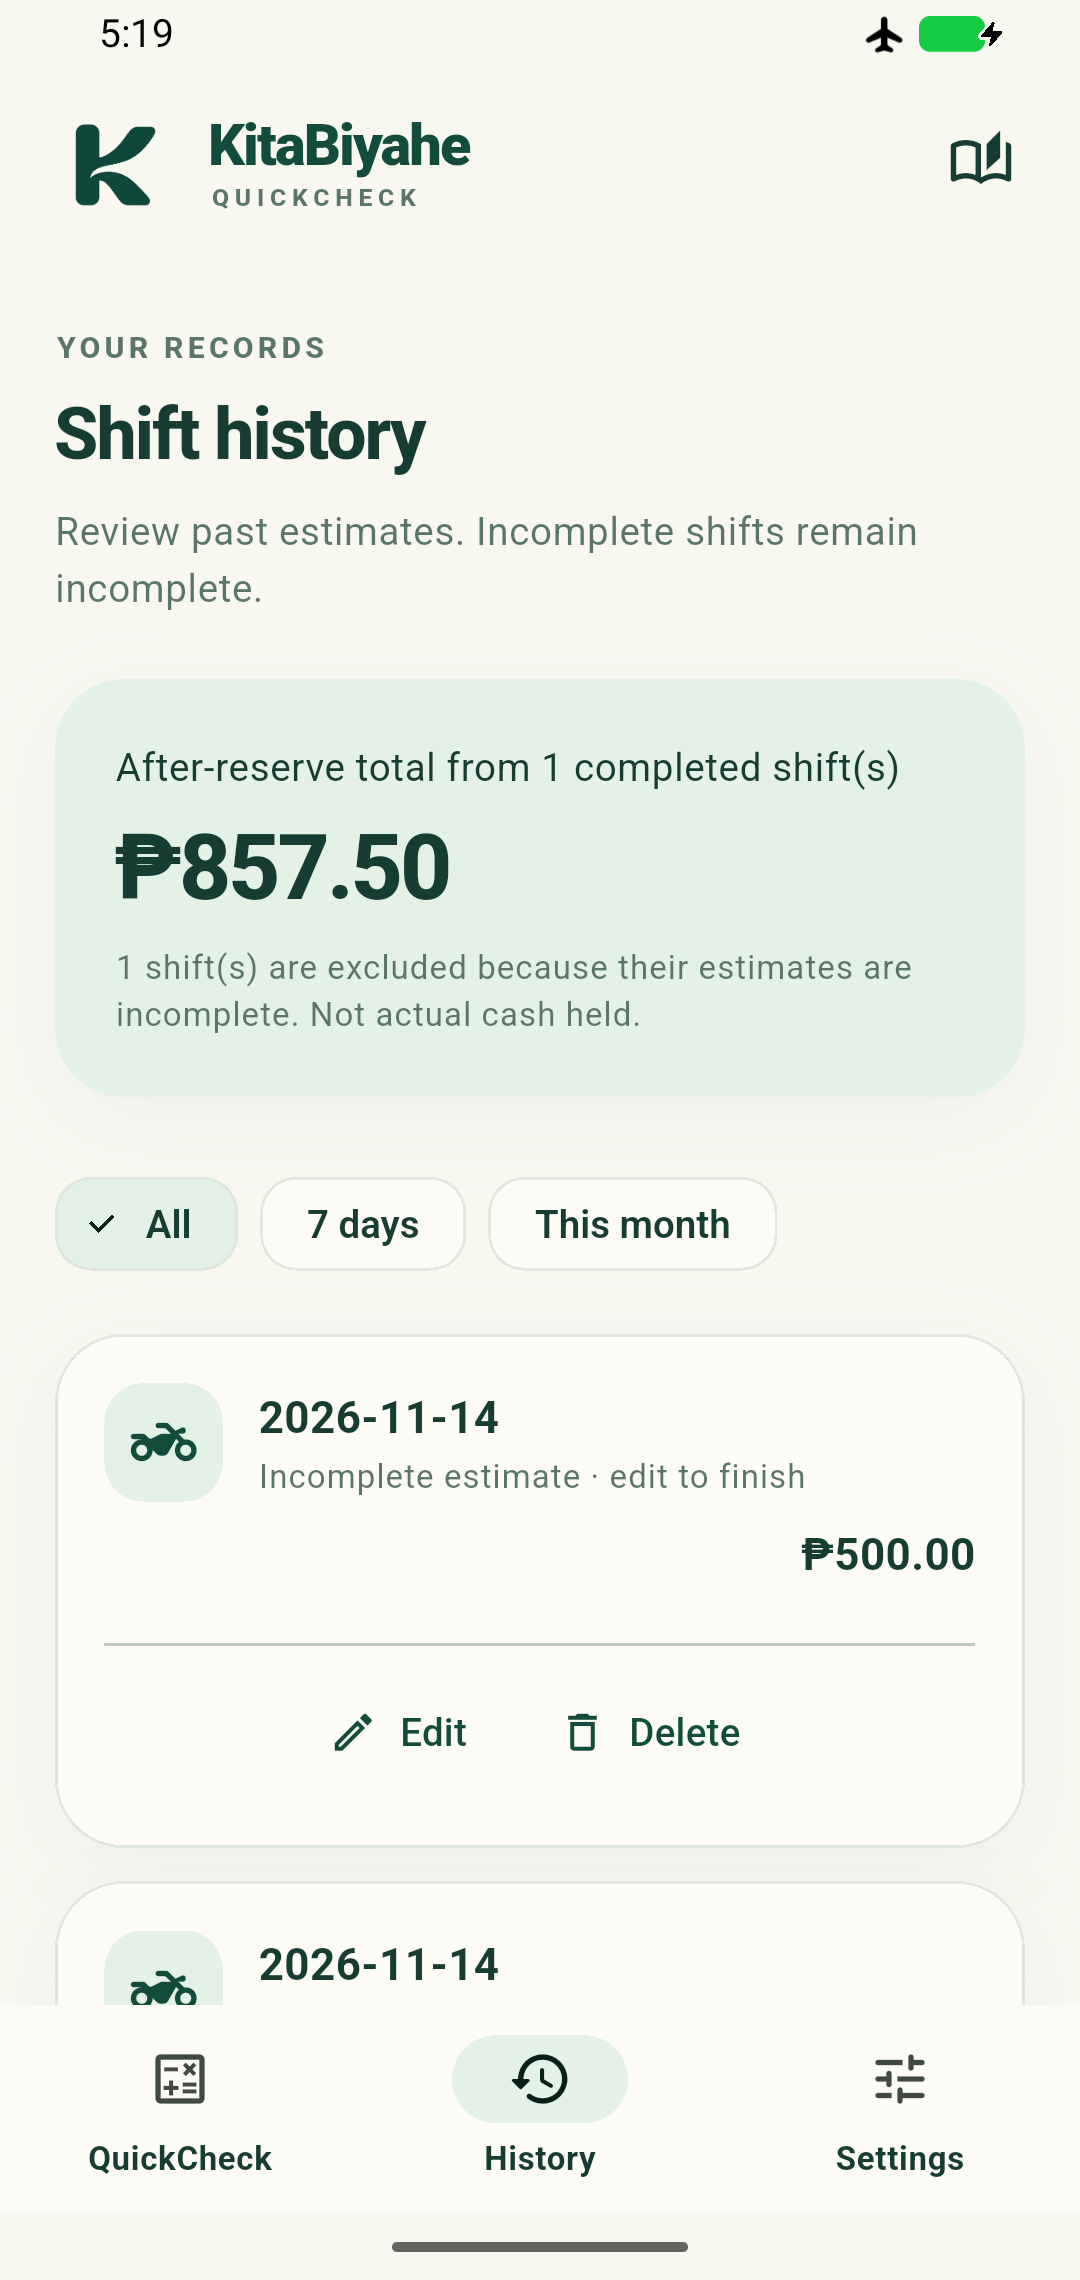 5:19
KitaBiyahe
QUICKCHECK
YOUR RECORDS
Shift history
Review past estimates. Incomplete shifts remain
incomplete.
After-reserve total from 1 completed shift(s)
₱857.50
1 shift(s) are excluded because their estimates are
incomplete. Not actual cash held.
All
7 days
This month
2026-11-14
Incomplete estimate · edit to finish
₱500.00
Edit
Delete
2026-11-14
QuickCheck
History
Settings